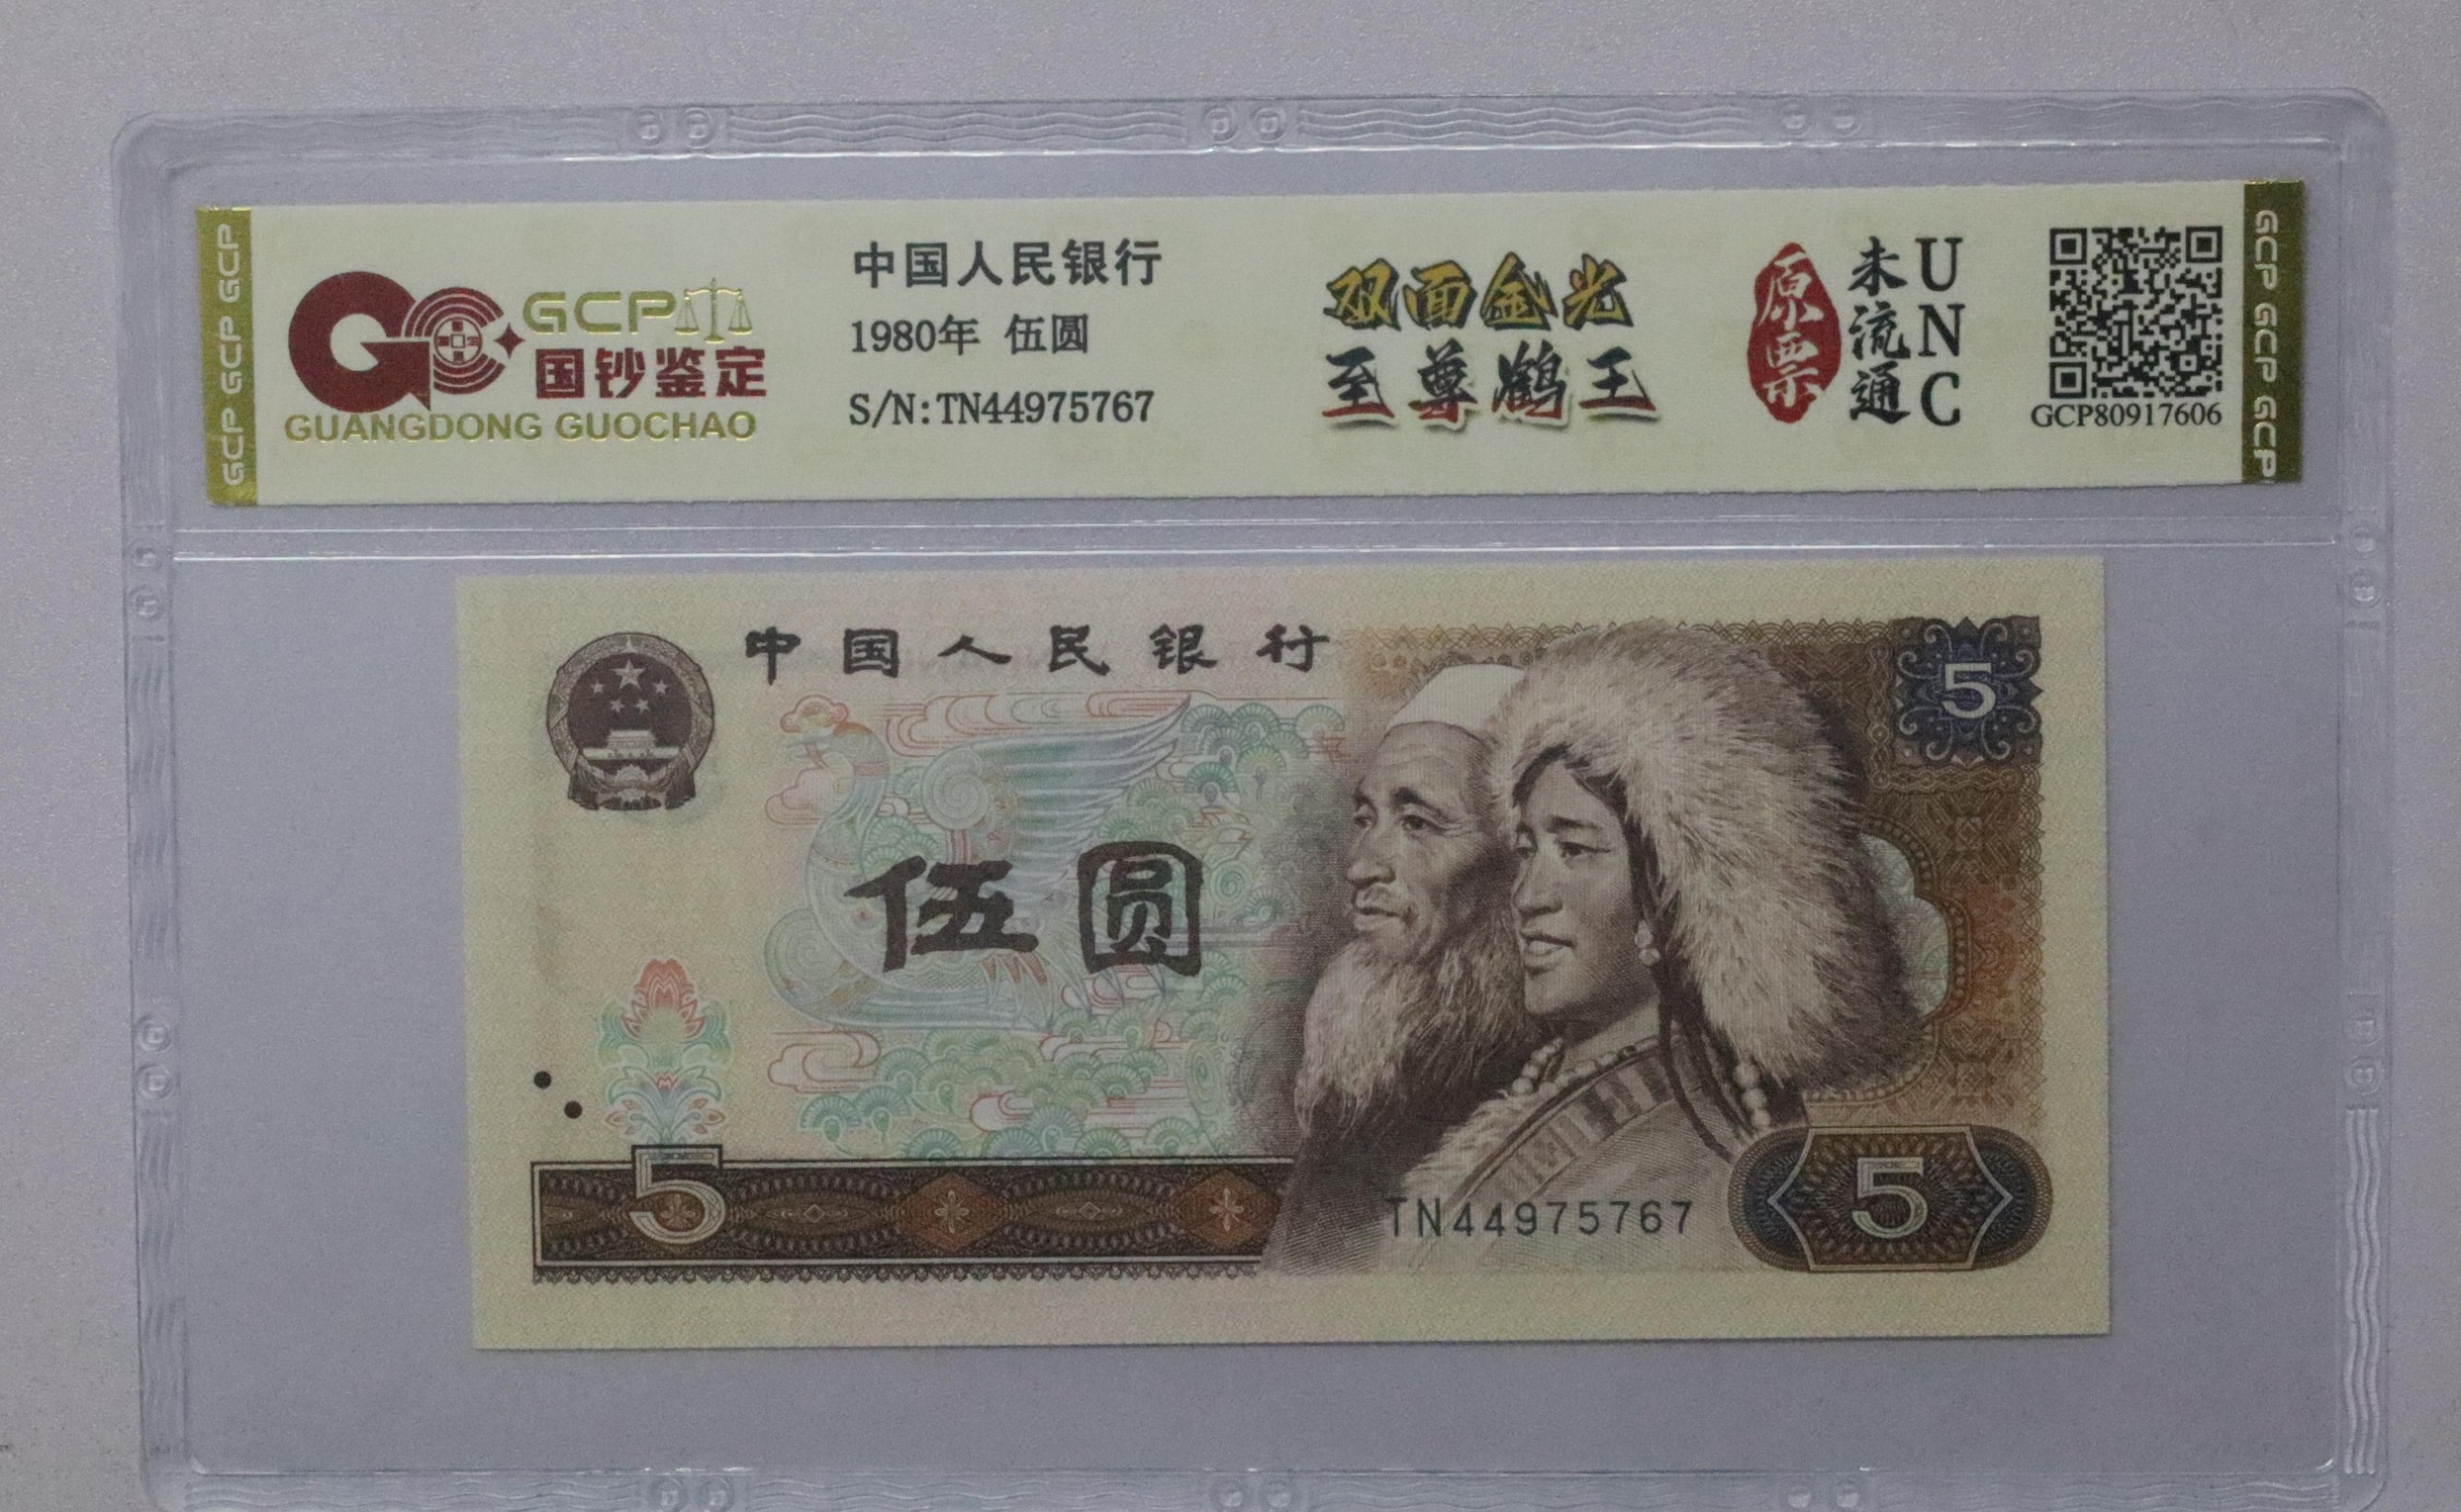 GCP GCP GCP
GCP
国钞鉴定
GUANGDONG GUOCHAO
中国人民银行
1980年 伍圆
S/N:TN44975767
双面金光
至尊鹤王
原票
未流通
UNC
GCP80917606
GCP GCP GCP GCP
中国人民银行
5
伍圆
5
TN44975767
5